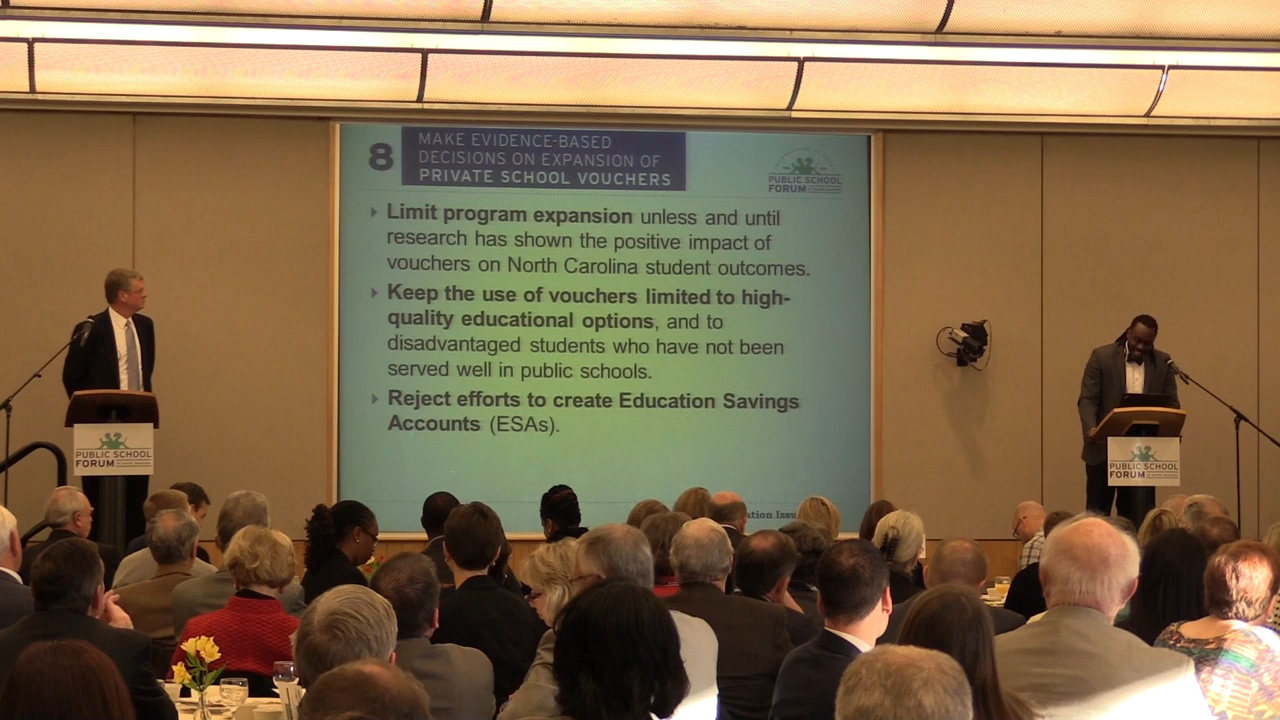 8
MAKE EVIDENCE-BASED
DECISIONS ON EXPANSION OF
PRIVATE SCHOOL VOUCHERS
PUBLIC SCHOOL
FORUM
Limit program expansion unless and until
research has shown the positive impact of
vouchers on North Carolina student outcomes.
Keep the use of vouchers limited to high-
quality educational options, and to
disadvantaged students who have not been
served well in public schools.
Reject efforts to create Education Savings
Accounts (ESAs).
PUBLIC SCHOOL
FORUM
PUBLIC SCHOOL
FORUM